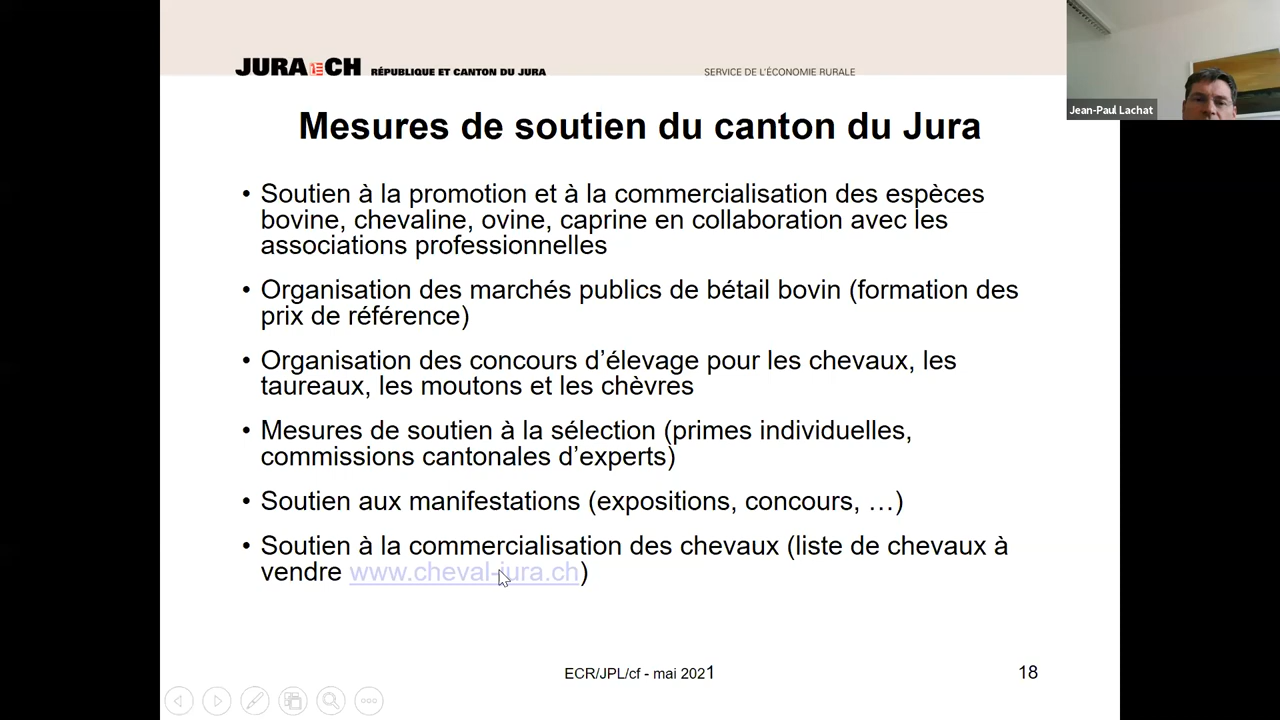 JURA CH RÉPUBLIQUE ET CANTON DU JURA
SERVICE DE L'ÉCONOMIE RURALE
Jean-Paul Lachat
Mesures de soutien du canton du Jura
• Soutien à la promotion et à la commercialisation des espèces
bovine, chevaline, ovine, caprine en collaboration avec les
associations professionnelles
• Organisation des marchés publics de bétail bovin (formation des
prix de référence)
• Organisation des concours d’élevage pour les chevaux, les
taureaux, les moutons et les chèvres
• Mesures de soutien à la sélection (primes individuelles,
commissions cantonales d’experts)
• Soutien aux manifestations (expositions, concours, …)
• Soutien à la commercialisation des chevaux (liste de chevaux à
vendre www.cheval-jura.ch)
ECR/JPL/cf - mai 2021
18